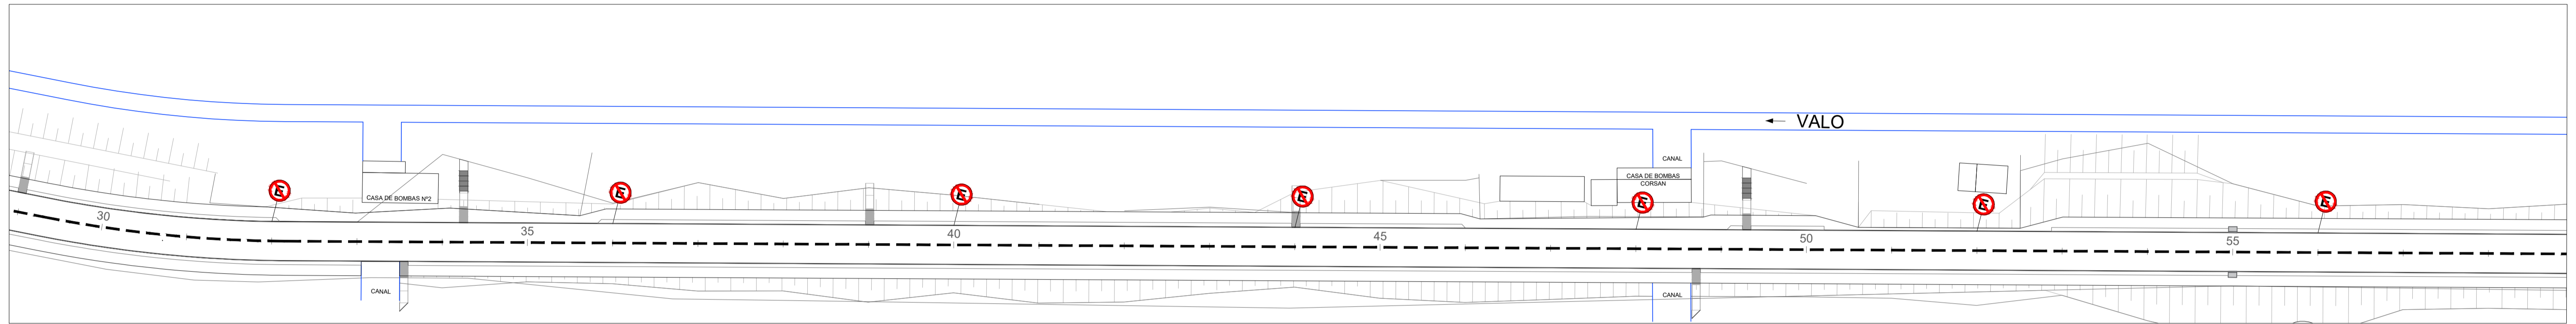 VALO
CANAL
CASA DE BOMBAS
CORSAN
CASA DE BOMBAS Nº2
E
E
E
E
E
E
E
30
35
40
45
50
55
CANAL
CANAL